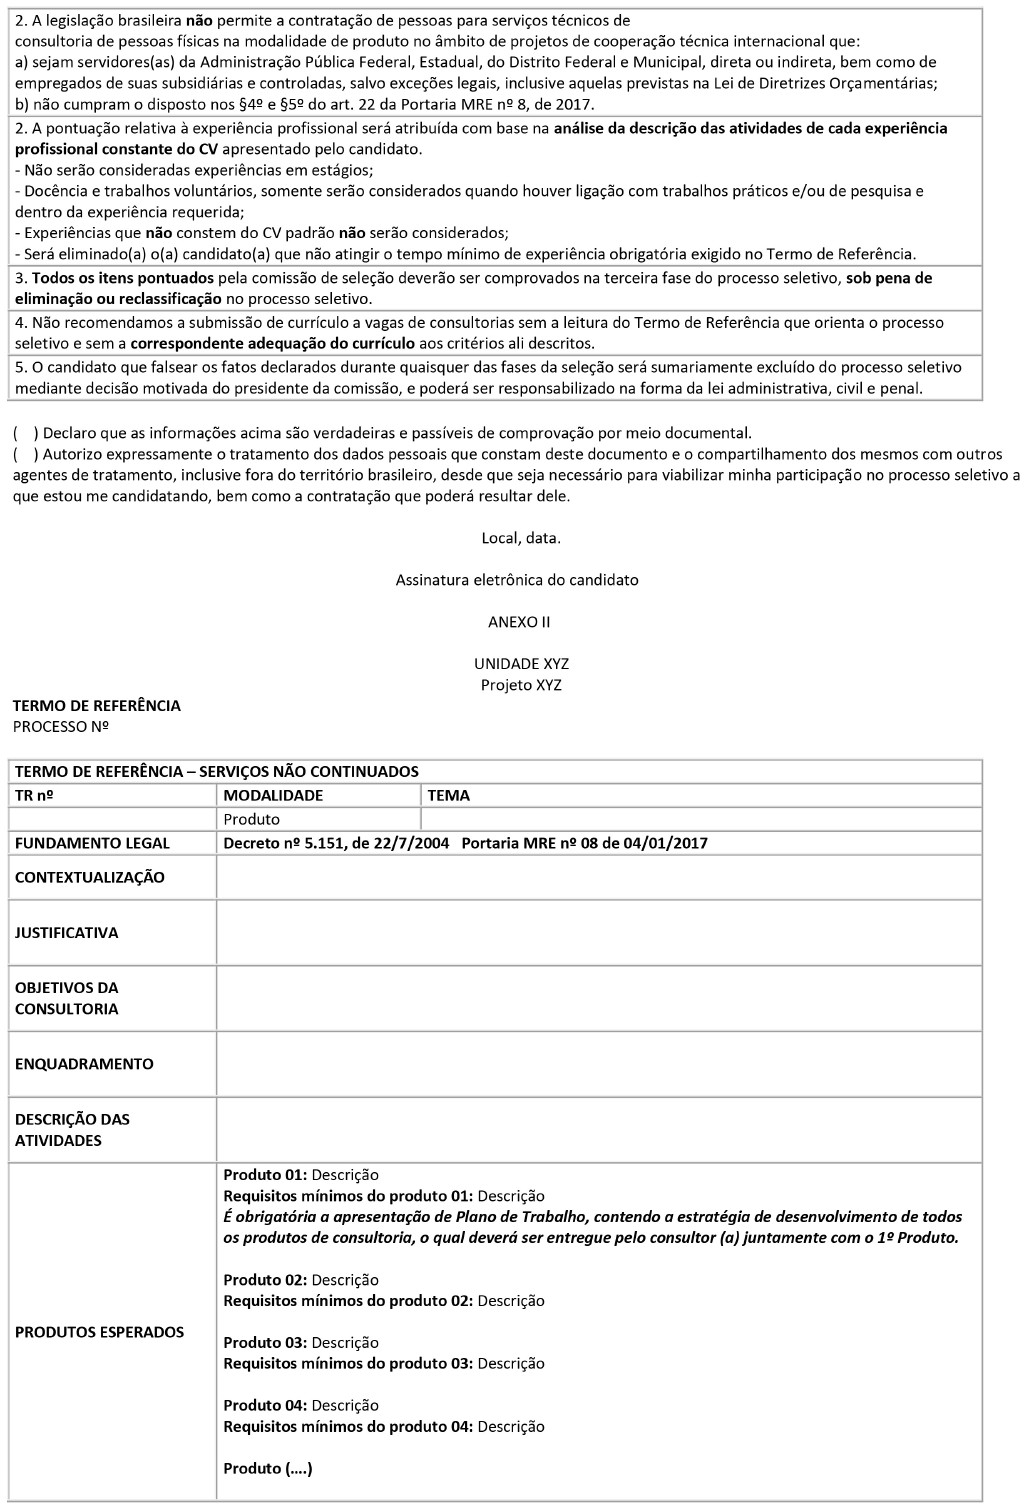 2. A legislação brasileira não permite a contratação de pessoas para serviços técnicos de
consultoria de pessoas físicas na modalidade de produto no âmbito de projetos de cooperação técnica internacional que:
a) sejam servidores(as) da Administração Pública Federal, Estadual, do Distrito Federal e Municipal, direta ou indireta, bem como de
empregados de suas subsidiárias e controladas, salvo exceções legais, inclusive aquelas previstas na Lei de Diretrizes Orçamentárias;
b) não cumpram o disposto nos §4º e §5º do art. 22 da Portaria MRE nº 8, de 2017.
2. A pontuação relativa à experiência profissional será atribuída com base na análise da descrição das atividades de cada experiência
profissional constante do CV apresentado pelo candidato.
- Não serão consideradas experiências em estágios;
- Docência e trabalhos voluntários, somente serão considerados quando houver ligação com trabalhos práticos e/ou de pesquisa e
dentro da experiência requerida;
- Experiências que não constem do CV padrão não serão considerados;
- Será eliminado(a) o(a) candidato(a) que não atingir o tempo mínimo de experiência obrigatória exigido no Termo de Referência.
3. Todos os itens pontuados pela comissão de seleção deverão ser comprovados na terceira fase do processo seletivo, sob pena de
eliminação ou reclassificação no processo seletivo.
4. Não recomendamos a submissão de currículo a vagas de consultorias sem a leitura do Termo de Referência que orienta o processo
seletivo e sem a correspondente adequação do currículo aos critérios ali descritos.
5. O candidato que falsear os fatos declarados durante quaisquer das fases da seleção será sumariamente excluído do processo seletivo
mediante decisão motivada do presidente da comissão, e poderá ser responsabilizado na forma da lei administrativa, civil e penal.
( ) Declaro que as informações acima são verdadeiras e passíveis de comprovação por meio documental.
( ) Autorizo expressamente o tratamento dos dados pessoais que constam deste documento e o compartilhamento dos mesmos com outros
agentes de tratamento, inclusive fora do território brasileiro, desde que seja necessário para viabilizar minha participação no processo seletivo a
que estou me candidatando, bem como a contratação que poderá resultar dele.
Local, data.
Assinatura eletrônica do candidato
ANEXO II
UNIDADE XYZ
Projeto XYZ
TERMO DE REFERÊNCIA
PROCESSO Nº
TERMO DE REFERÊNCIA – SERVIÇOS NÃO CONTINUADOS
TR nº MODALIDADE TEMA
Produto
FUNDAMENTO LEGAL Decreto nº 5.151, de 22/7/2004 Portaria MRE nº 08 de 04/01/2017
CONTEXTUALIZAÇÃO
JUSTIFICATIVA
OBJETIVOS DA
CONSULTORIA
ENQUADRAMENTO
DESCRIÇÃO DAS
ATIVIDADES
PRODUTOS ESPERADOS
Produto 01: Descrição
Requisitos mínimos do produto 01: Descrição
É obrigatória a apresentação de Plano de Trabalho, contendo a estratégia de desenvolvimento de todos
os produtos de consultoria, o qual deverá ser entregue pelo consultor (a) juntamente com o 1º Produto.
Produto 02: Descrição
Requisitos mínimos do produto 02: Descrição
Produto 03: Descrição
Requisitos mínimos do produto 03: Descrição
Produto 04: Descrição
Requisitos mínimos do produto 04: Descrição
Produto (....)